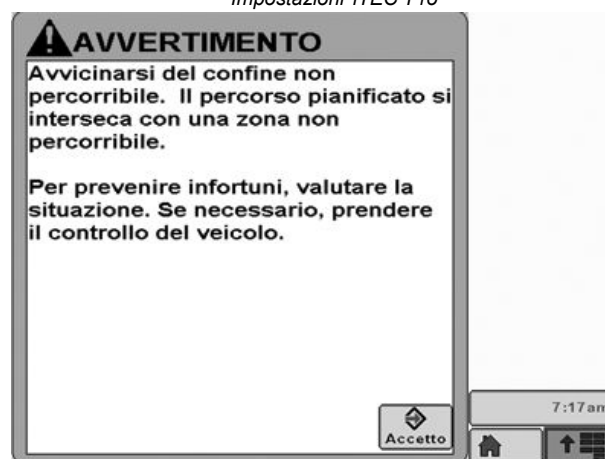 Impostazioni iTEC Pro
AVVERTIMENTO
Avvicinarsi del confine non
percorribile. Il percorso pianificato si
interseca con una zona non
percorribile.
Per prevenire infortuni, valutare la
situazione. Se necessario, prendere
il controllo del veicolo.
Accetto
7:17am